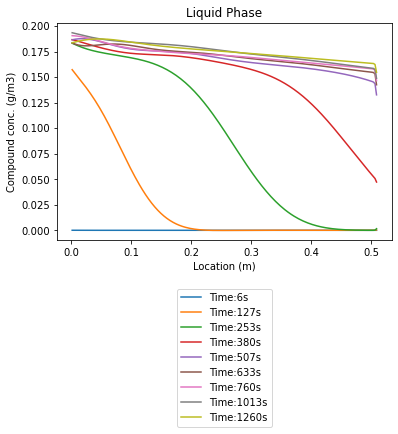 Liquid Phase
Compound conc. (g/m3)
0.200
0.175
0.150
0.125
0.100
0.075
0.050
0.025
0.000
0.0 0.1 0.2 0.3 0.4 0.5
Location (m)
Time:6s
Time:127s
Time:253s
Time:380s
Time:507s
Time:633s
Time:760s
Time:1013s
Time:1260s